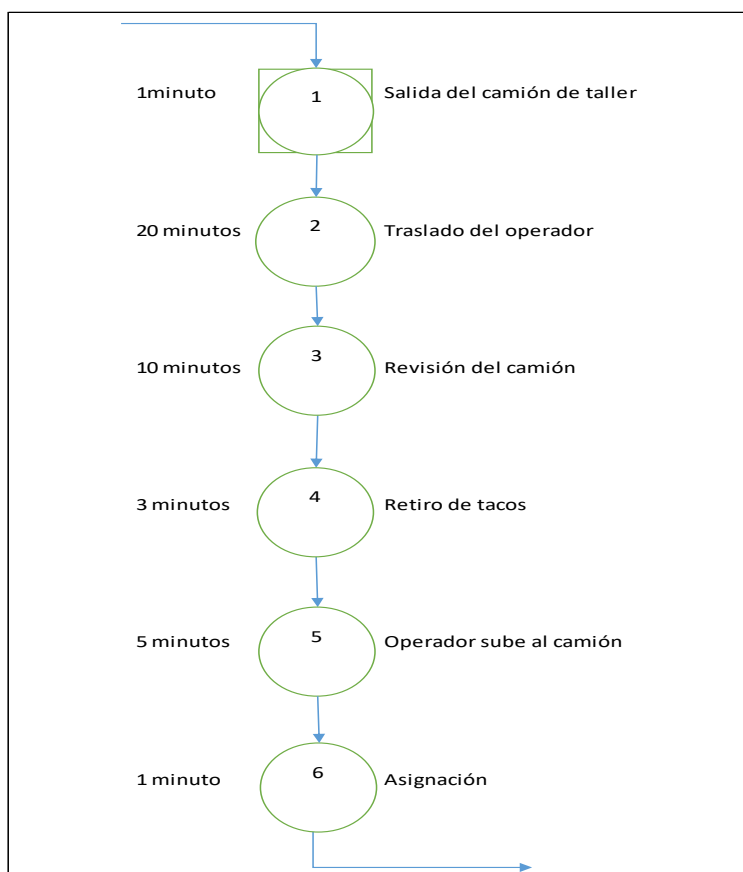 1minuto 1 Salida del camión de taller
20 minutos 2 Traslado del operador
10 minutos 3 Revisión del camión
3 minutos 4 Retiro de tacos
5 minutos 5 Operador sube al camión
1 minuto 6 Asignación